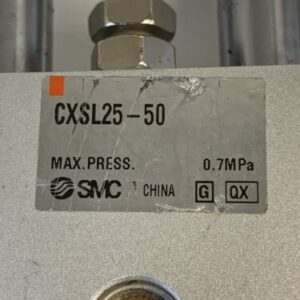 CXSL25-50
MAX.PRESS. 0.7MPa
SMC CHINA G QX